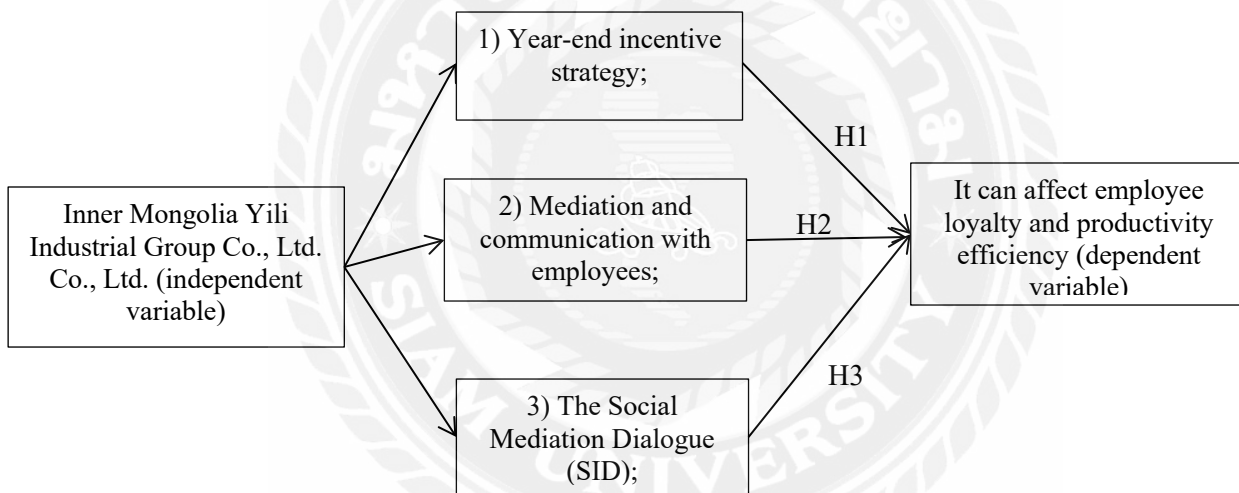 1) Year-end incentive
strategy;
H1
Inner Mongolia Yili
Industrial Group Co., Ltd.
Co., Ltd. (independent
variable)
2) Mediation and
communication with
employees;
H2
It can affect employee
loyalty and productivity
efficiency (dependent
variable)
H3
3) The Social
Mediation Dialogue
(SID);
SIAM UNIVERSITY